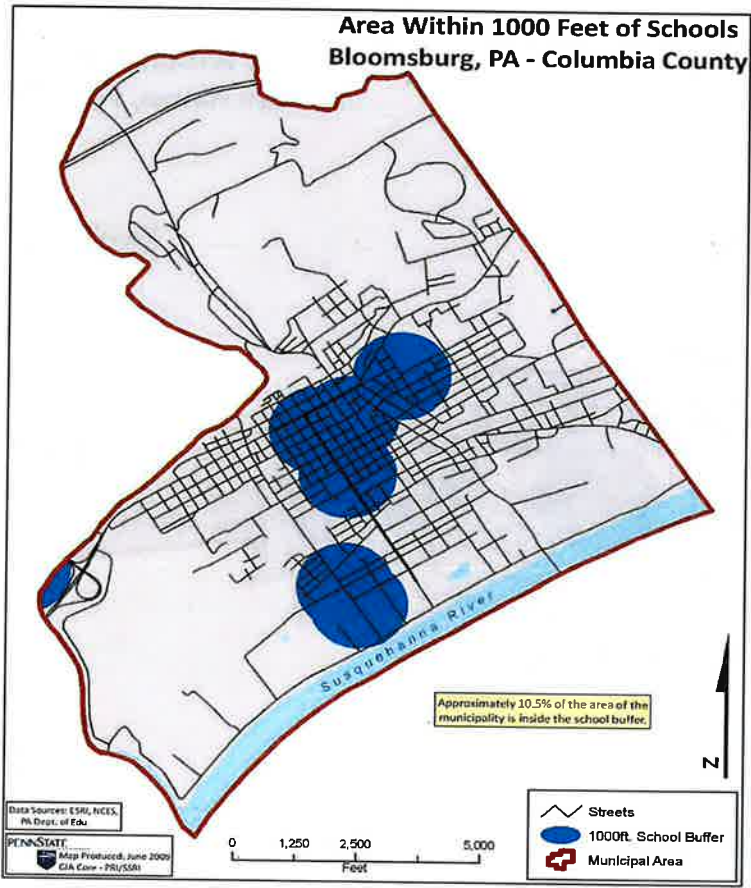 Area Within 1000 Feet of Schools
Bloomsburg, PA - Columbia County
Susquehanna River
Approximately 10.5% of the area of the
municipality is inside the school buffer.
N
Data Sources: ESRI, NCES,
PA Dept. of Edu
PENNSTATE
Map Produced: June 2009
GIA Core - PRI/SSRI
0 1,250 2,500 5,000
Feet
Streets
1000ft. School Buffer
Municipal Area